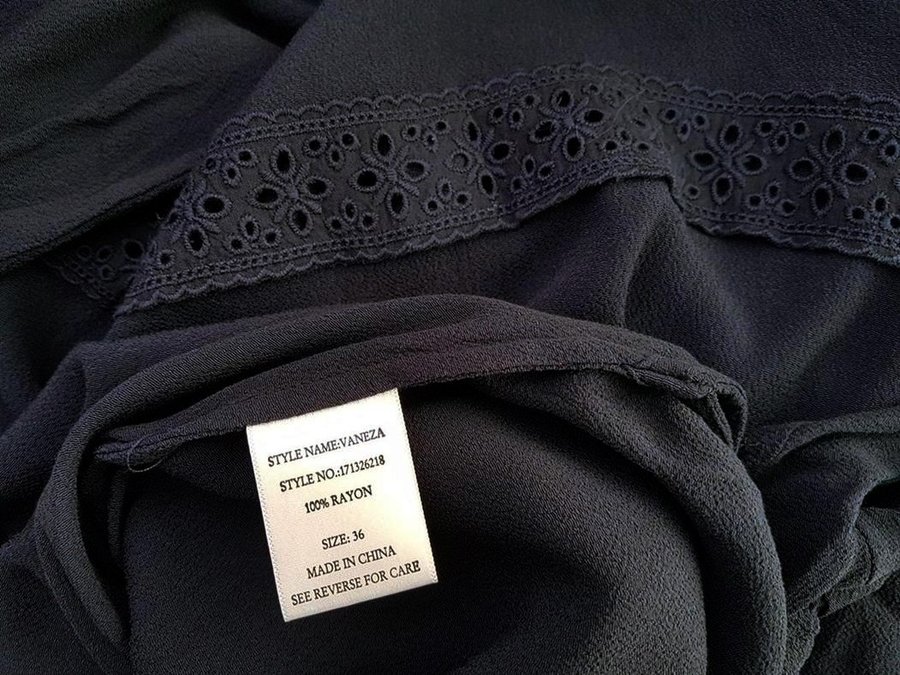 STYLE NAME:VANEZA
STYLE NO.:171326218
100% RAYON
SIZE: 36
MADE IN CHINA
SEE REVERSE FOR CARE